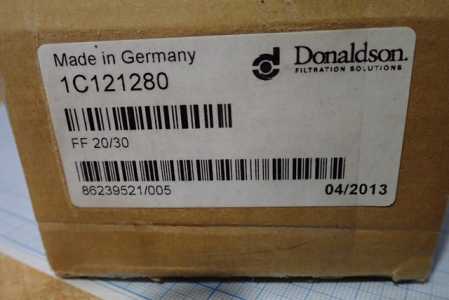 Made in Germany
1C121280
Donaldson.
FILTRATION SOLUTIONS
FF 20/30
86239521/005
04/2013